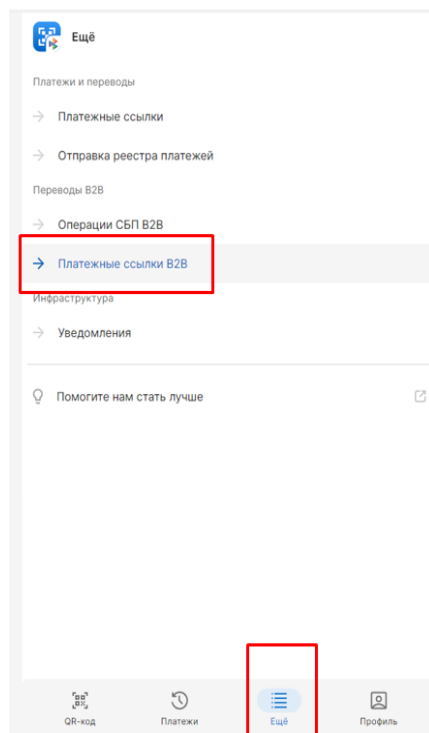 Ещё
Платежи и переводы
Платежные ссылки
Отправка реестра платежей
Переводы B2B
Операции СБП B2B
Платежные ссылки B2B
Инфраструктура
Уведомления
Помогите нам стать лучше
QR-код
Платежи
Ещё
Профиль